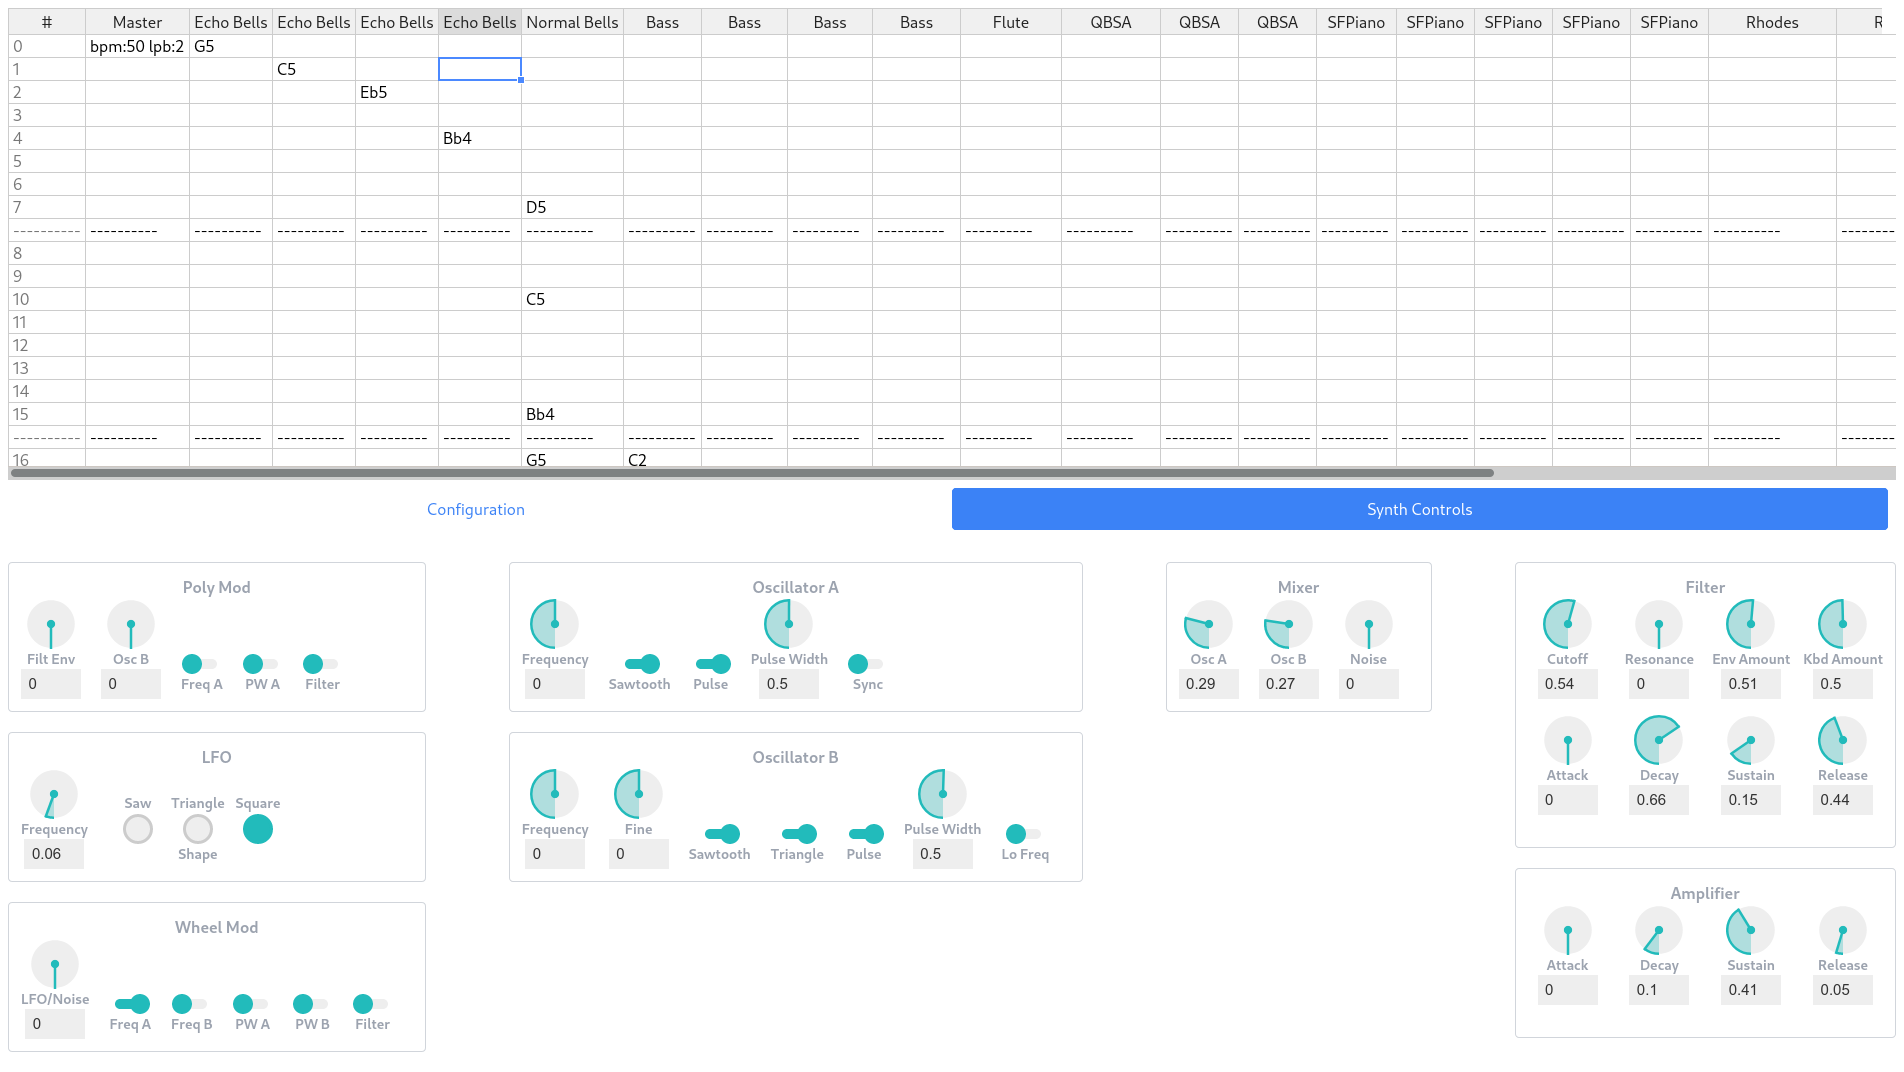 # Master Echo Bells Echo Bells Echo Bells Echo Bells Normal Bells Bass Bass Bass Bass Flute QBSA QBSA QBSA SFPiano SFPiano SFPiano SFPiano SFPiano Rhodes R
0 bpm:50 lpb:2 G5
1 C5
2 Eb5
3
4 Bb4
5
6
7 D5
---------- ---------- ---------- ---------- ---------- ---------- ---------- ---------- ---------- ---------- ---------- ---------- ---------- ---------- ---------- ---------- ---------- ---------- ---------- ---------- ---------- --------
8
9
10 C5
11
12
13
14
15 Bb4
---------- ---------- ---------- ---------- ---------- ---------- ---------- ---------- ---------- ---------- ---------- ---------- ---------- ---------- ---------- ---------- ---------- ---------- ---------- ---------- ---------- --------
16 G5 C2
Configuration Synth Controls
Poly Mod
Filt Env Osc B
0 0
Freq A PW A Filter
LFO
Saw Triangle Square
Frequency
0.06
Shape
Wheel Mod
LFO/Noise
0
Freq A Freq B PW A PW B Filter
Oscillator A
Frequency Pulse Width
0 0.5
Sawtooth Pulse Sync
Oscillator B
Frequency Fine Pulse Width
0 0 0.5
Sawtooth Triangle Pulse Lo Freq
Mixer
Osc A Osc B Noise
0.29 0.27 0
Filter
Cutoff Resonance Env Amount Kbd Amount
0.54 0 0.51 0.5
Attack Decay Sustain Release
0 0.66 0.15 0.44
Amplifier
Attack Decay Sustain Release
0 0.1 0.41 0.05